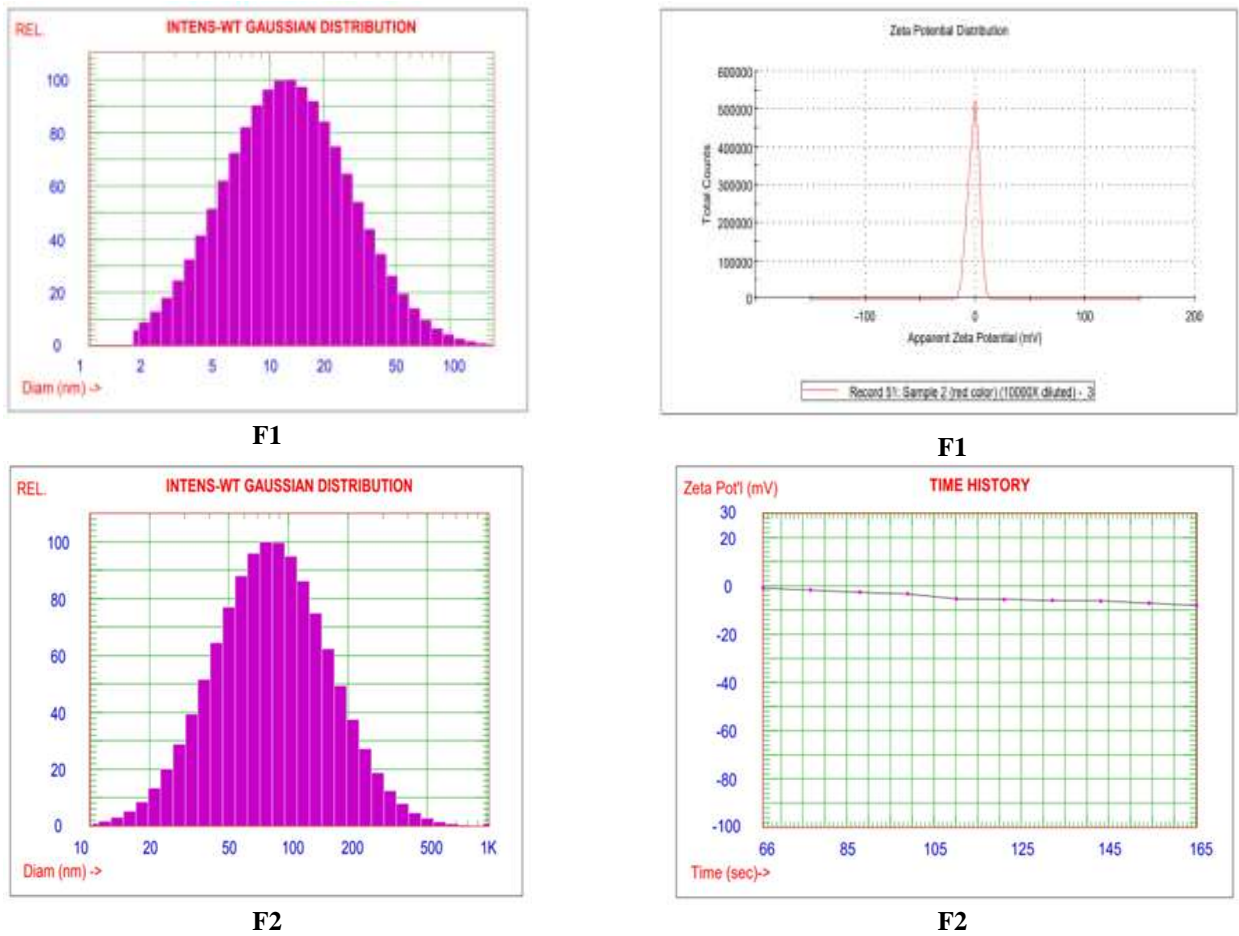 INTENS-WT GAUSSIAN DISTRIBUTION
REL.
100
80
60
40
20
0
1 2 5 10 20 50 100
Diam (nm) ->
F1
Zeta Potential Distribution
Total Counts
600000
500000
400000
300000
200000
100000
0
-100 0 100 200
Apparent Zeta Potential (mV)
Record 51: Sample 2 (red color) (10000X diluted) - 3
F1
INTENS-WT GAUSSIAN DISTRIBUTION
REL.
100
80
60
40
20
0
10 20 50 100 200 500 1K
Diam (nm) ->
F2
Zeta Pot'l (mV)
TIME HISTORY
30
20
0
-20
-40
-60
-80
-100
66 85 105 125 145 165
Time (sec)->
F2